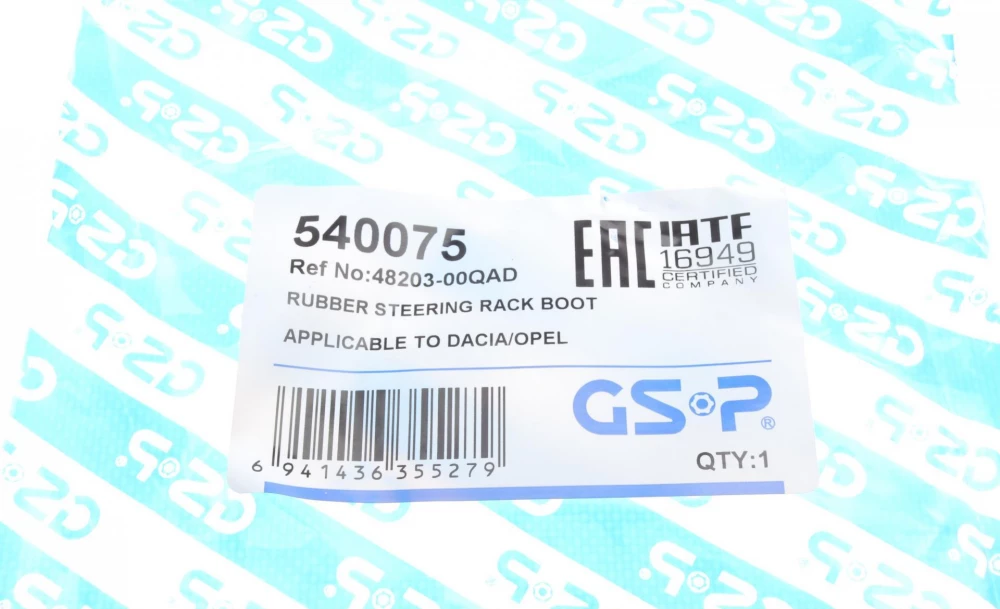 540075
Ref No:48203-00QAD
RUBBER STEERING RACK BOOT
APPLICABLE TO DACIA/OPEL
EAC
IATF
16949
CERTIFIED
COMPANY
GSP®
QTY:1
6 941436 355279